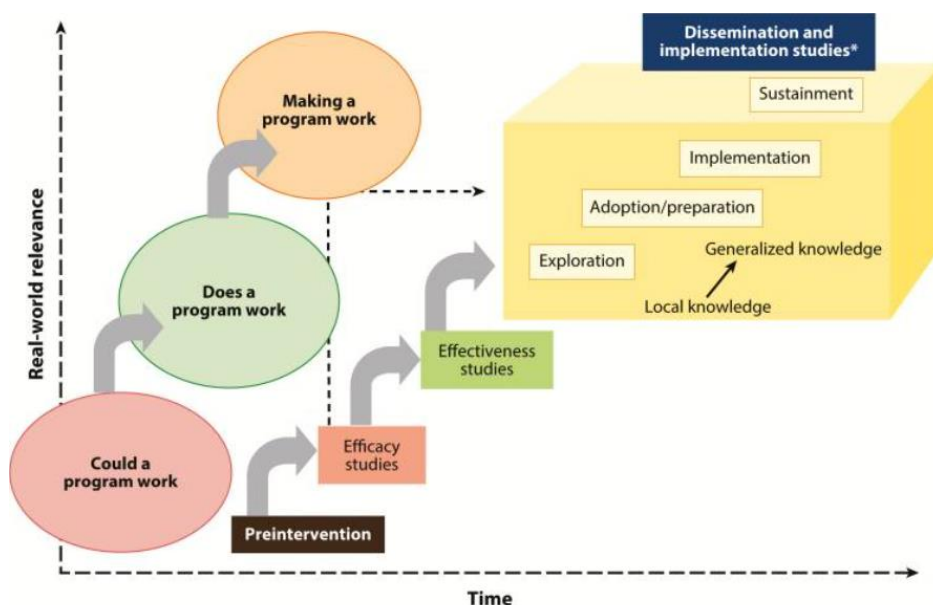 Real-world relevance
Making a
program work
Does a
program work
Could a
program work
Preintervention
Efficacy
studies
Effectiveness
studies
Dissemination and
implementation studies*
Sustainment
Implementation
Adoption/preparation
Exploration
Generalized knowledge
Local knowledge
Time